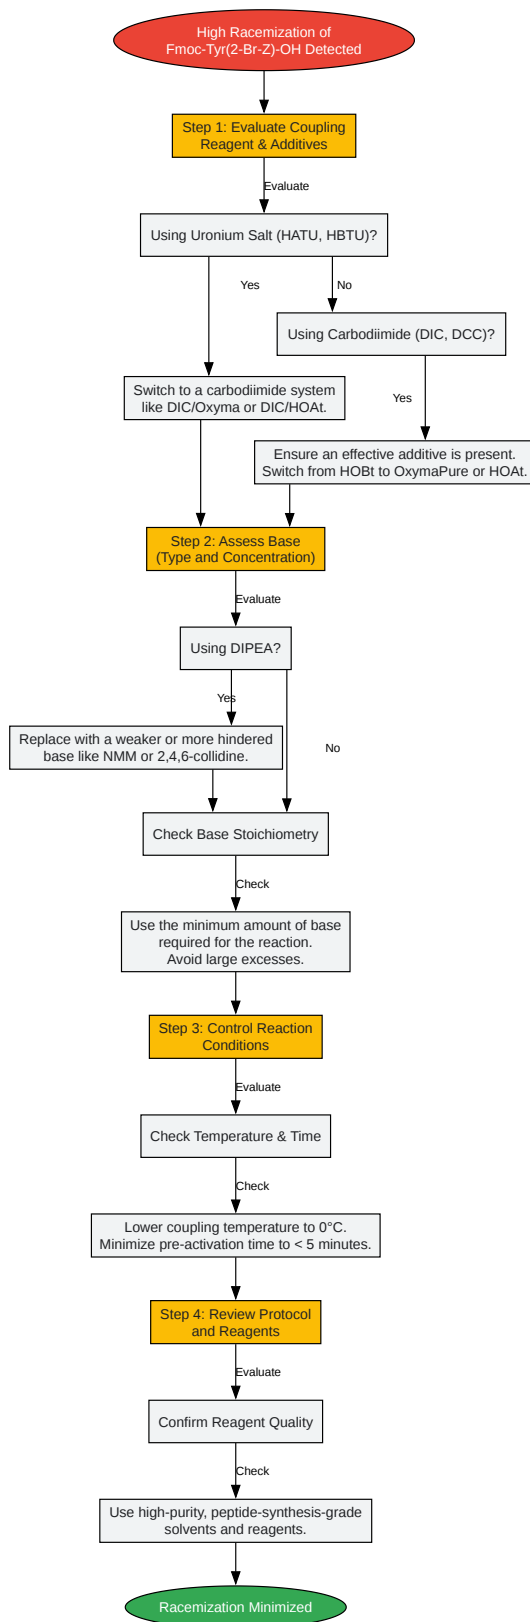 High Racemization of
Fmoc-Tyr(2-Br-Z)-OH Detected
Step 1: Evaluate Coupling
Reagent & Additives
Evaluate
Using Uronium Salt (HATU, HBTU)?
Yes
No
Using Carbodiimide (DIC, DCC)?
Switch to a carbodiimide system
like DIC/Oxyma or DIC/HOAt.
Yes
Ensure an effective additive is present.
Switch from HOBt to OxymaPure or HOAt.
Step 2: Assess Base
(Type and Concentration)
Evaluate
Using DIPEA?
Yes
Replace with a weaker or more hindered
base like NMM or 2,4,6-collidine.
No
Check Base Stoichiometry
Check
Use the minimum amount of base
required for the reaction.
Avoid large excesses.
Step 3: Control Reaction
Conditions
Evaluate
Check Temperature & Time
Check
Lower coupling temperature to 0°C.
Minimize pre-activation time to < 5 minutes.
Step 4: Review Protocol
and Reagents
Evaluate
Confirm Reagent Quality
Check
Use high-purity, peptide-synthesis-grade
solvents and reagents.
Racemization Minimized